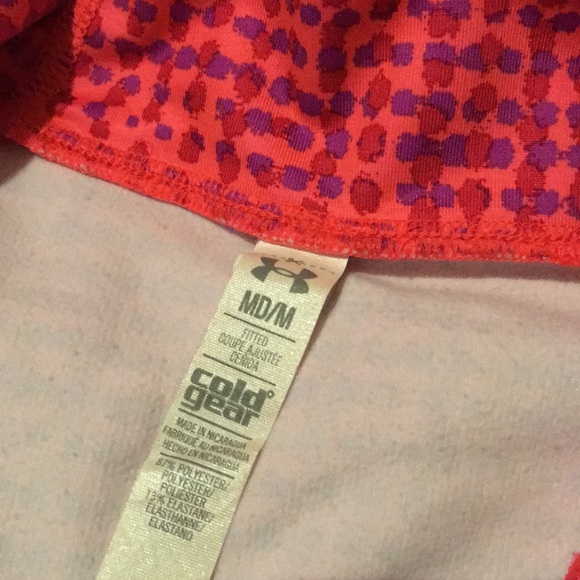 MD/M
FITTED
COUPE AJUSTÉE
CEÑIDA
cold
gear
MADE IN NICARAGUA
FABRIQUÉ AU NICARAGUA
HECHO EN NICARAGUA
87% POLYESTER/
POLYESTER/
POLIÉSTER
13% ELASTANE/
ELASTHANNE/
ELASTANO